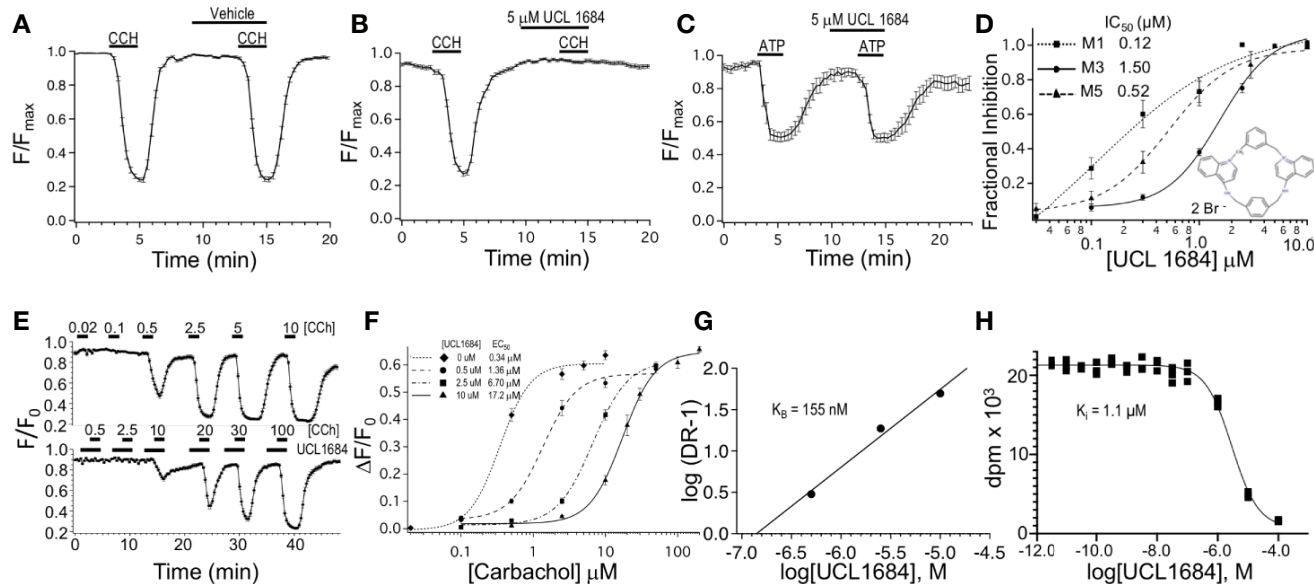 A
Vehicle
CCH
CCH
1.0
0.8
0.6
0.4
0.2
0.0
F/Fmax
0
5
10
15
20
Time (min)
B
5 µM UCL 1684
CCH
CCH
1.0
0.8
0.6
0.4
0.2
0.0
F/Fmax
0
5
10
15
20
Time (min)
C
5 µM UCL 1684
ATP
ATP
1.0
0.8
0.6
0.4
0.2
0.0
F/Fmax
0
5
10
15
20
Time (min)
D
IC50 (µM)
M1 0.12
M3 1.50
M5 0.52
1.0
0.8
0.6
0.4
0.2
Fractional Inhibition
2 Br-
6 8 0.1 2 4 6 8 1.0 2 4 6 8 10.0
[UCL 1684] µM
E
0.02 0.1 0.5 2.5 5 10 [CCh]
1.0
0.8
0.6
0.4
0.2
F/F0
0.5 2.5 10 20 30 100 [CCh]
UCL1684
1.0
0.8
0.6
0.4
0.2
0 10 20 30 40
Time (min)
F
[UCL1684] EC50
0 uM 0.34 µM
0.5 uM 1.36 µM
2.5 uM 6.70 µM
10 uM 17.2 µM
0.6
0.5
0.4
0.3
0.2
0.1
0.0
ΔF/F0
0.1 1 10 100
[Carbachol] µM
G
KB = 155 nM
2.0
1.5
1.0
0.5
0.0
log (DR-1)
-7.0 -6.5 -6.0 -5.5 -5.0 -4.5
log[UCL1684], M
H
Ki = 1.1 µM
20
10
0
dpm x 10³
-12.0 -10.0 -8.0 -6.0 -4.0
log[UCL1684], M